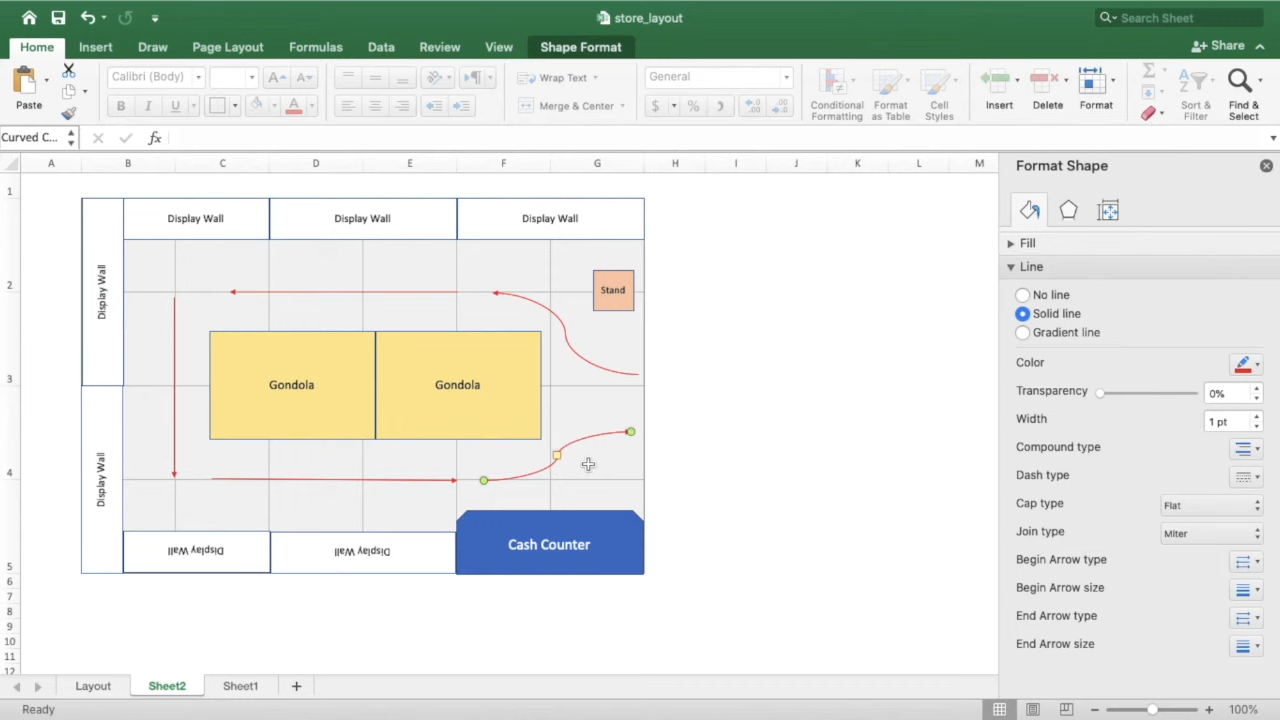 store_layout
Search Sheet
Home Insert Draw Page Layout Formulas Data Review View Shape Format Share
Paste Calibri (Body) A A Wrap Text General Conditional Formatting Format as Table Cell Styles Insert Delete Format Sort & Filter Find & Select
B I U A Merge & Center $ %
Curved C... fx
A B C D E F G H I J K L M
Format Shape
1
2
3
4
5
6
7
8
9
10
11
12
Display Wall Display Wall Display Wall
Display Wall
Stand
Gondola Gondola
Display Wall
Display Wall Display Wall
Cash Counter
Fill
Line
No line
Solid line
Gradient line
Color
Transparency 0%
Width 1 pt
Compound type
Dash type
Cap type Flat
Join type Miter
Begin Arrow type
Begin Arrow size
End Arrow type
End Arrow size
Layout Sheet2 Sheet1 +
Ready 100%